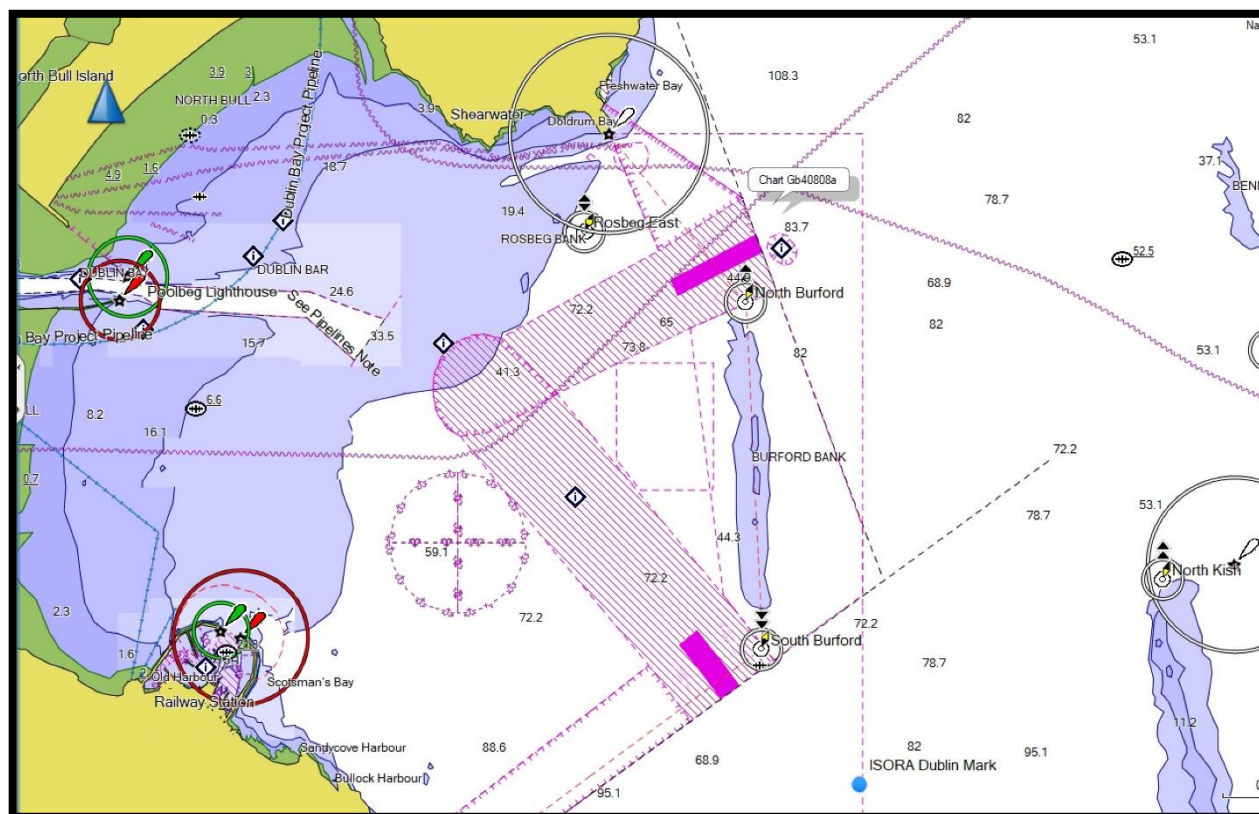 Na
53.1
108.3
3.9 3
orth Bull Island
Freshwater Bay
NORTH BULL 2.3
3.9
Shearwater
Doldrum Bay
0.3
82
Dublin Bay Project Pipeline
37.1
18.7
4.9 1.6
BEN
78.7
Chart Gb40808a
19.4
Rosbeg East
83.7
ROSBEG BANK
52.5
DUBLIN BAR
DUBLIN BAY
44.9
68.9
Poolbeg Lighthouse
24.6
North Burford
72.2
65
82
See Pipelines Note
Bay Project Pipeline
33.5
15.7
73.8
82
53.1
41.3
6.6
LL
8.2
16.1
72.2
BURFORD BANK
0.7
53.1
78.7
44.3
59.1
North Kish
72.2
2.3
72.2
72.2
South Burford
1.6
78.7
Old Harbour
Scotsman's Bay
Railway Station
11.2
Sandycove Harbour
88.6
82
95.1
68.9
ISORA Dublin Mark
Bullock Harbour
95.1
0